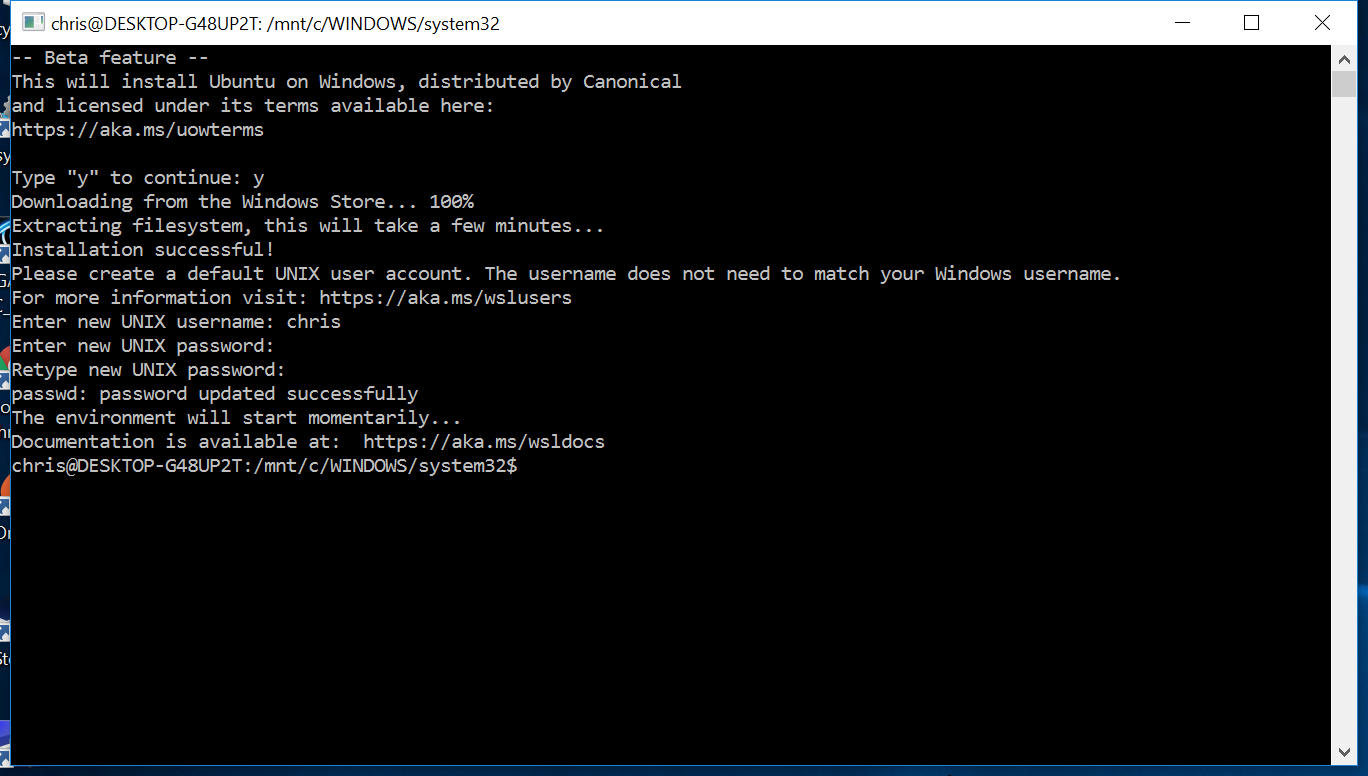 chris@DESKTOP-G48UP2T: /mnt/c/WINDOWS/system32
-- Beta feature --
This will install Ubuntu on Windows, distributed by Canonical
and licensed under its terms available here:
https://aka.ms/uowterms
Type "y" to continue: y
Downloading from the Windows Store... 100%
Extracting filesystem, this will take a few minutes...
Installation successful!
Please create a default UNIX user account. The username does not need to match your Windows username.
For more information visit: https://aka.ms/wslusers
Enter new UNIX username: chris
Enter new UNIX password:
Retype new UNIX password:
passwd: password updated successfully
The environment will start momentarily...
Documentation is available at:  https://aka.ms/wsldocs
chris@DESKTOP-G48UP2T:/mnt/c/WINDOWS/system32$